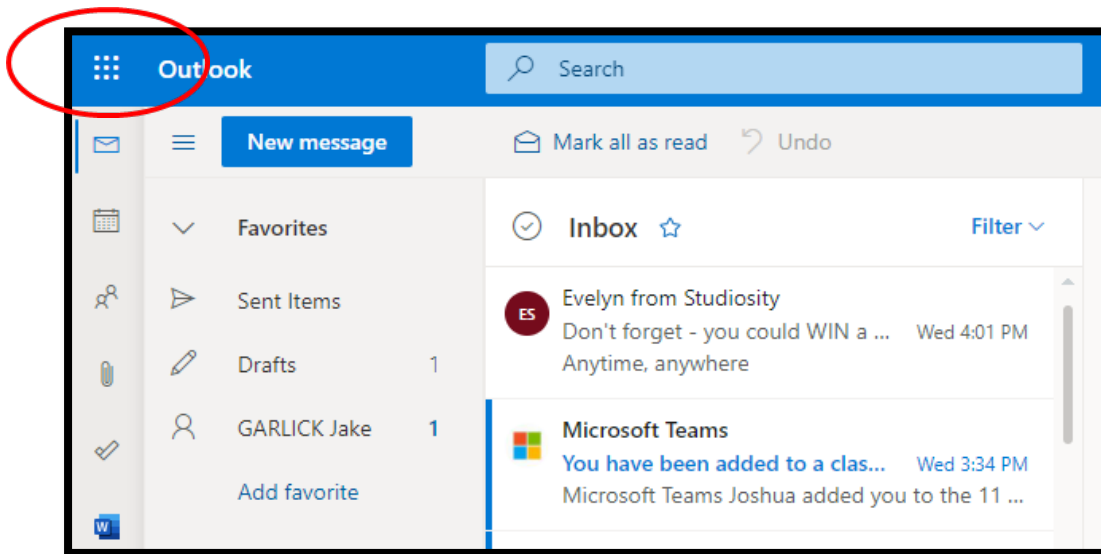 Outlook
Search
New message
Mark all as read
Undo
Favorites
Sent Items
Drafts 1
GARLICK Jake 1
Add favorite
Inbox
Filter
ES
Evelyn from Studiosity
Don't forget - you could WIN a ... Wed 4:01 PM
Anytime, anywhere
Microsoft Teams
You have been added to a clas... Wed 3:34 PM
Microsoft Teams Joshua added you to the 11 ...
W